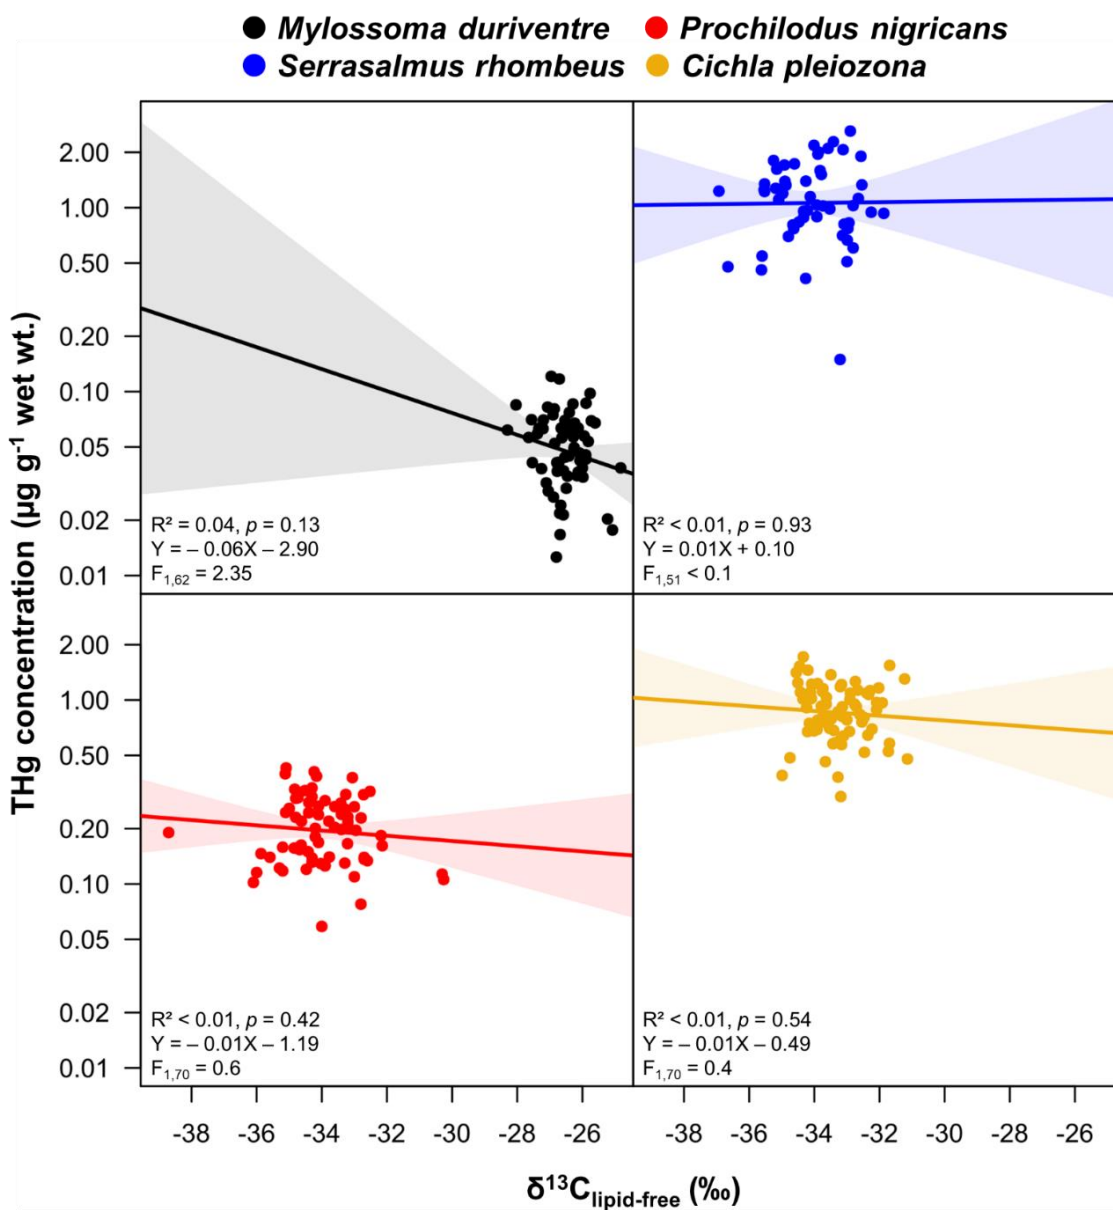 Mylossoma duriventre Prochilodus nigricans
Serrasalmus rhombeus Cichla pleiozona
THg concentration (µg g⁻¹ wet wt.)
2.00
1.00
0.50
0.20
0.10
0.05
0.02
0.01
R² = 0.04, p = 0.13
Y = – 0.06X – 2.90
F₁,₆₂ = 2.35
R² < 0.01, p = 0.93
Y = 0.01X + 0.10
F₁,₅₁ < 0.1
2.00
1.00
0.50
0.20
0.10
0.05
0.02
0.01
R² < 0.01, p = 0.42
Y = – 0.01X – 1.19
F₁,₇₀ = 0.6
R² < 0.01, p = 0.54
Y = – 0.01X – 0.49
F₁,₇₀ = 0.4
-38 -36 -34 -32 -30 -28 -26 -38 -36 -34 -32 -30 -28 -26
δ¹³C lipid-free (‰)